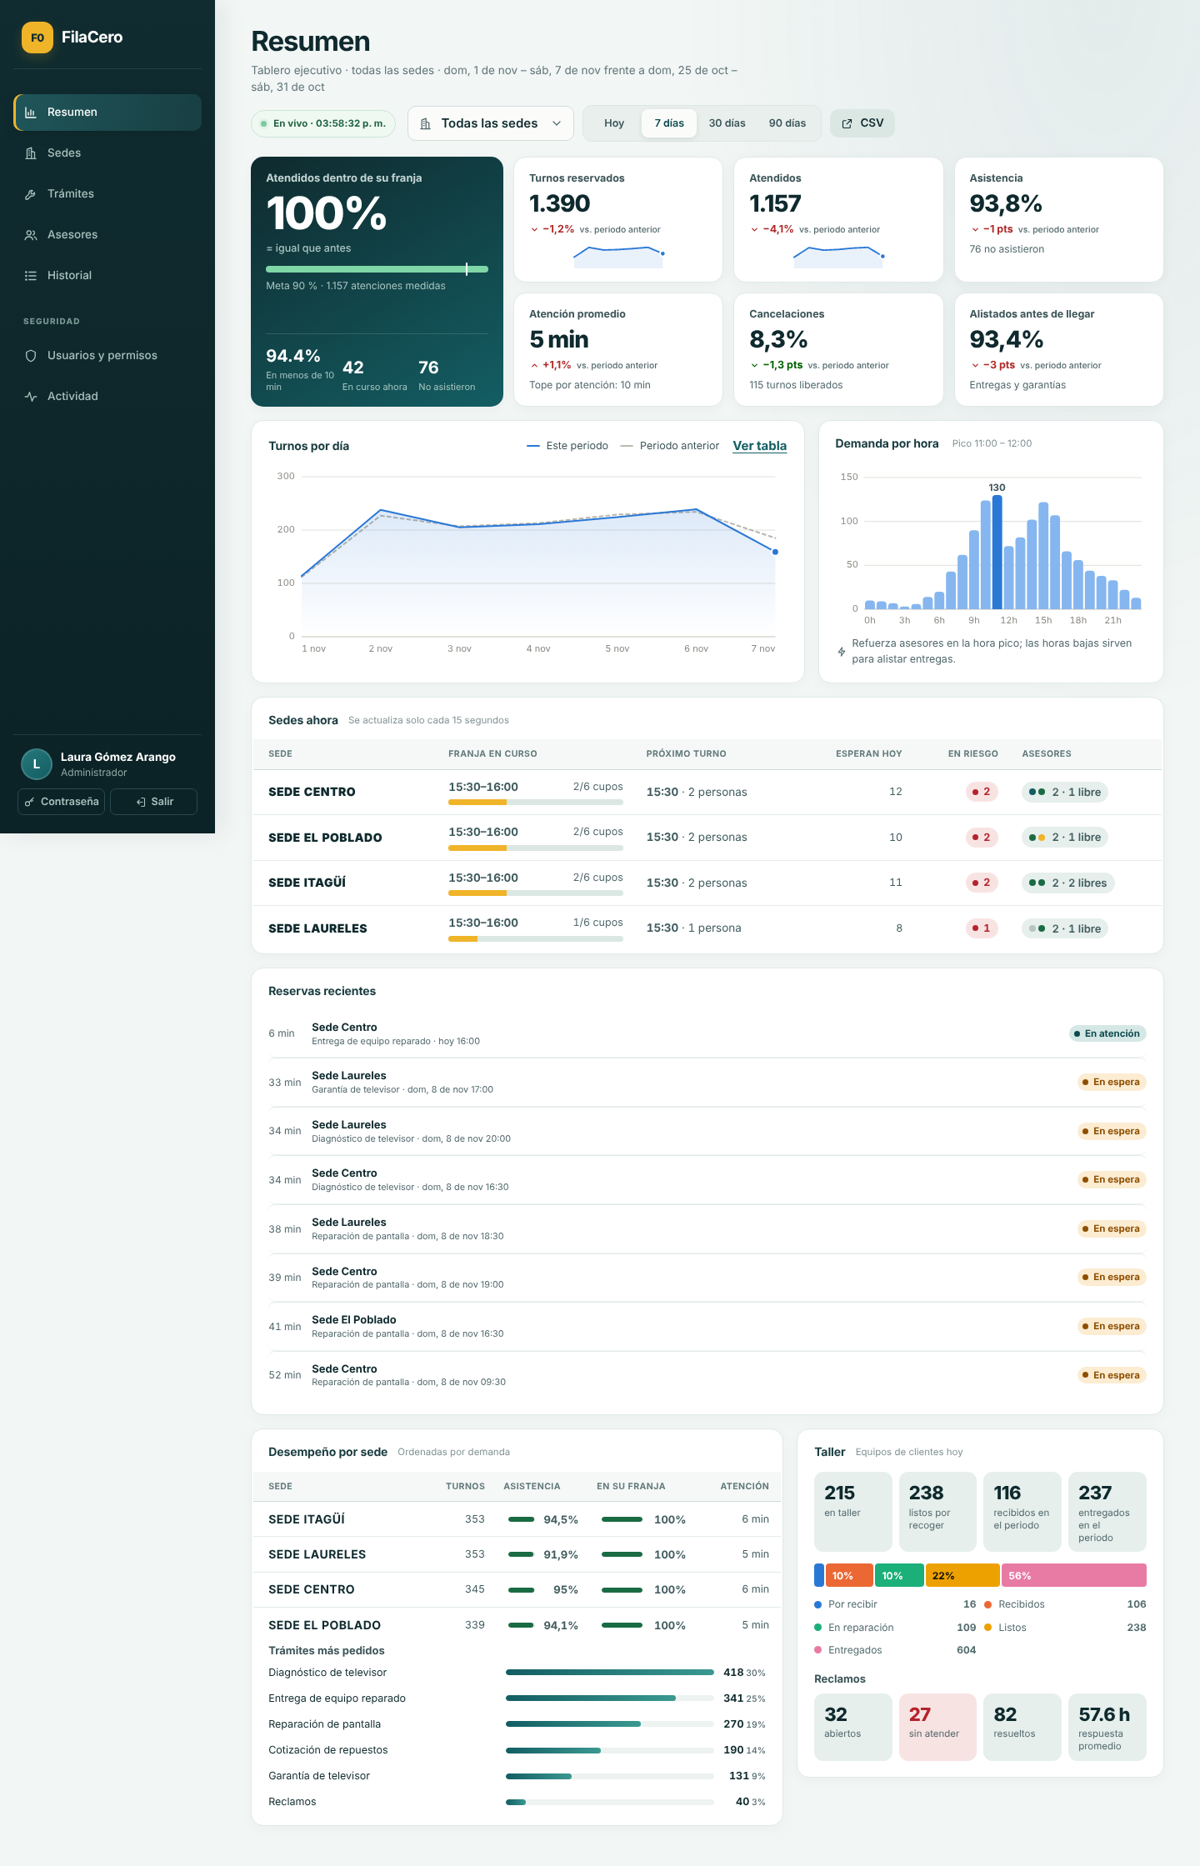 F0 FilaCero
Resumen
Sedes
Trámites
Asesores
Historial
SEGURIDAD
Usuarios y permisos
Actividad
L Laura Gómez Arango
Administrador
Contraseña Salir
Resumen
Tablero ejecutivo · todas las sedes · dom, 1 de nov – sáb, 7 de nov frente a dom, 25 de oct –
sáb, 31 de oct
En vivo · 03:58:32 p. m. Todas las sedes Hoy 7 días 30 días 90 días CSV
Atendidos dentro de su franja
100%
= igual que antes
Meta 90 % · 1.157 atenciones medidas
94.4%
En menos de 10
min
42
En curso ahora
76
No asistieron
Turnos reservados
1.390
−1,2% vs. periodo anterior
Atendidos
1.157
−4,1% vs. periodo anterior
Asistencia
93,8%
−1 pts vs. periodo anterior
76 no asistieron
Atención promedio
5 min
+1,1% vs. periodo anterior
Tope por atención: 10 min
Cancelaciones
8,3%
−1,3 pts vs. periodo anterior
115 turnos liberados
Alistados antes de llegar
93,4%
−3 pts vs. periodo anterior
Entregas y garantías
Turnos por día Este periodo Periodo anterior Ver tabla
300
200
100
0
1 nov 2 nov 3 nov 4 nov 5 nov 6 nov 7 nov
Demanda por hora Pico 11:00 – 12:00
150
130
100
50
0
0h 3h 6h 9h 12h 15h 18h 21h
Refuerza asesores en la hora pico; las horas bajas sirven
para alistar entregas.
Sedes ahora Se actualiza solo cada 15 segundos
SEDE FRANJA EN CURSO PRÓXIMO TURNO ESPERAN HOY EN RIESGO ASESORES
SEDE CENTRO 15:30–16:00 2/6 cupos 15:30 · 2 personas 12 2 2 · 1 libre
SEDE EL POBLADO 15:30–16:00 2/6 cupos 15:30 · 2 personas 10 2 2 · 1 libre
SEDE ITAGÜÍ 15:30–16:00 2/6 cupos 15:30 · 2 personas 11 2 2 · 2 libres
SEDE LAURELES 15:30–16:00 1/6 cupos 15:30 · 1 persona 8 1 2 · 1 libre
Reservas recientes
6 min Sede Centro En atención
Entrega de equipo reparado · hoy 16:00
33 min Sede Laureles En espera
Garantía de televisor · dom, 8 de nov 17:00
34 min Sede Laureles En espera
Diagnóstico de televisor · dom, 8 de nov 20:00
34 min Sede Centro En espera
Diagnóstico de televisor · dom, 8 de nov 16:30
38 min Sede Laureles En espera
Reparación de pantalla · dom, 8 de nov 18:30
39 min Sede Centro En espera
Reparación de pantalla · dom, 8 de nov 19:00
41 min Sede El Poblado En espera
Reparación de pantalla · dom, 8 de nov 16:30
52 min Sede Centro En espera
Reparación de pantalla · dom, 8 de nov 09:30
Desempeño por sede Ordenadas por demanda
SEDE TURNOS ASISTENCIA EN SU FRANJA ATENCIÓN
SEDE ITAGÜÍ 353 94,5% 100% 6 min
SEDE LAURELES 353 91,9% 100% 5 min
SEDE CENTRO 345 95% 100% 6 min
SEDE EL POBLADO 339 94,1% 100% 5 min
Trámites más pedidos
Diagnóstico de televisor 418 30%
Entrega de equipo reparado 341 25%
Reparación de pantalla 270 19%
Cotización de repuestos 190 14%
Garantía de televisor 131 9%
Reclamos 40 3%
Taller Equipos de clientes hoy
215
en taller
238
listos por
recoger
116
recibidos en
el periodo
237
entregados
en el
periodo
10% 10% 22% 56%
Por recibir 16 Recibidos 106
En reparación 109 Listos 238
Entregados 604
Reclamos
32
abiertos
27
sin atender
82
resueltos
57.6 h
respuesta
promedio